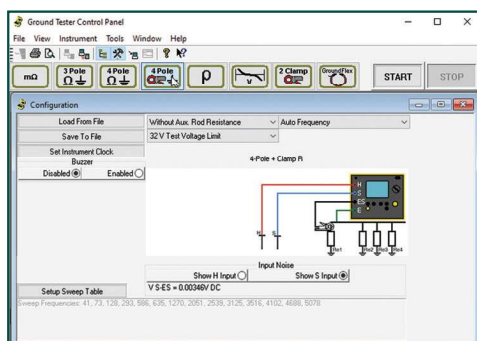 Ground Tester Control Panel
File View Instrument Tools Window Help
mΩ
3 Pole
Ω
4 Pole
Ω
4 Pole
ρ
V
2 Clamp
GroundFlex
START
STOP
Configuration
Load From File
Without Aux. Rod Resistance
Auto Frequency
Save To File
32 V Test Voltage Limit
Set Instrument Clock
Buzzer
Disabled Enabled
4-Pole + Clamp R
H
S
ES
E
H S
Re1 Re2 Re3 Re4
Input Noise
Show H Input Show S Input
Setup Sweep Table
V S-ES = 0.00346V DC
Sweep Frequencies: 41, 73, 128, 293, 586, 635, 1270, 2051, 2539, 3125, 3516, 4102, 4688, 5078